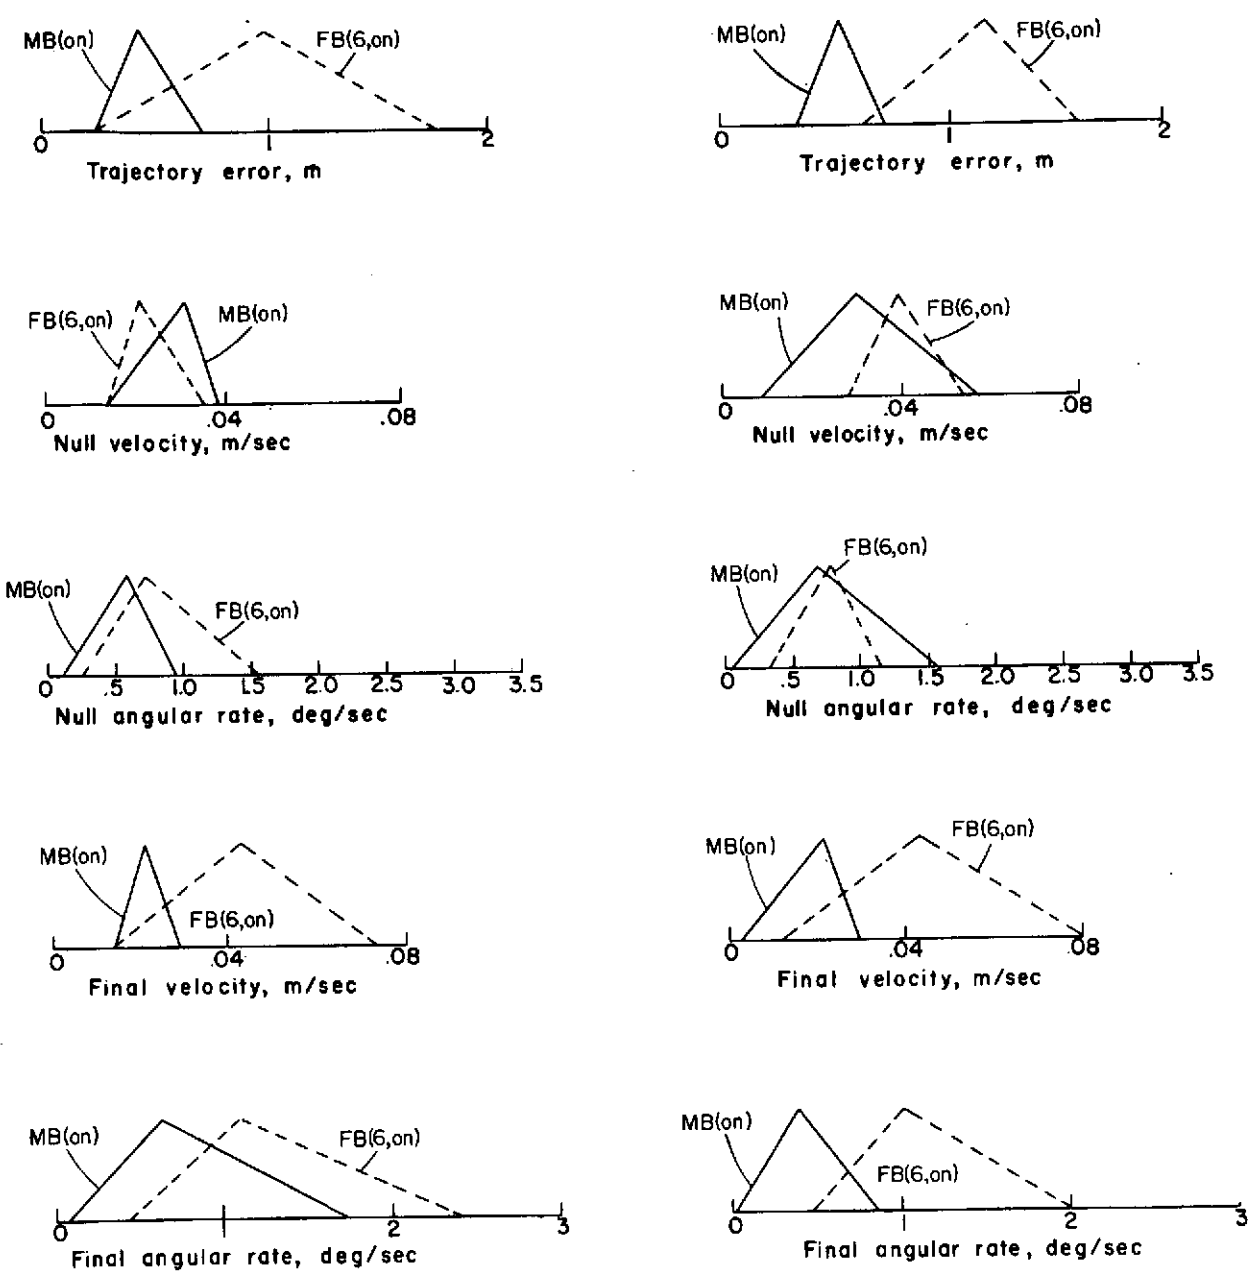 MB(on) FB(6,on)
0 1 2
Trajectory error, m
MB(on) FB(6,on)
0 1 2
Trajectory error, m
FB(6,on) MB(on)
0 .04 .08
Null velocity, m/sec
MB(on) FB(6,on)
0 .04 .08
Null velocity, m/sec
MB(on) FB(6,on)
0 .5 1.0 1.5 2.0 2.5 3.0 3.5
Null angular rate, deg/sec
MB(on) FB(6,on)
0 .5 1.0 1.5 2.0 2.5 3.0 3.5
Null angular rate, deg/sec
MB(on) FB(6,on)
0 .04 .08
Final velocity, m/sec
MB(on) FB(6,on)
0 .04 .08
Final velocity, m/sec
MB(on) FB(6,on)
0 1 2 3
Final angular rate, deg/sec
MB(on) FB(6,on)
0 1 2 3
Final angular rate, deg/sec